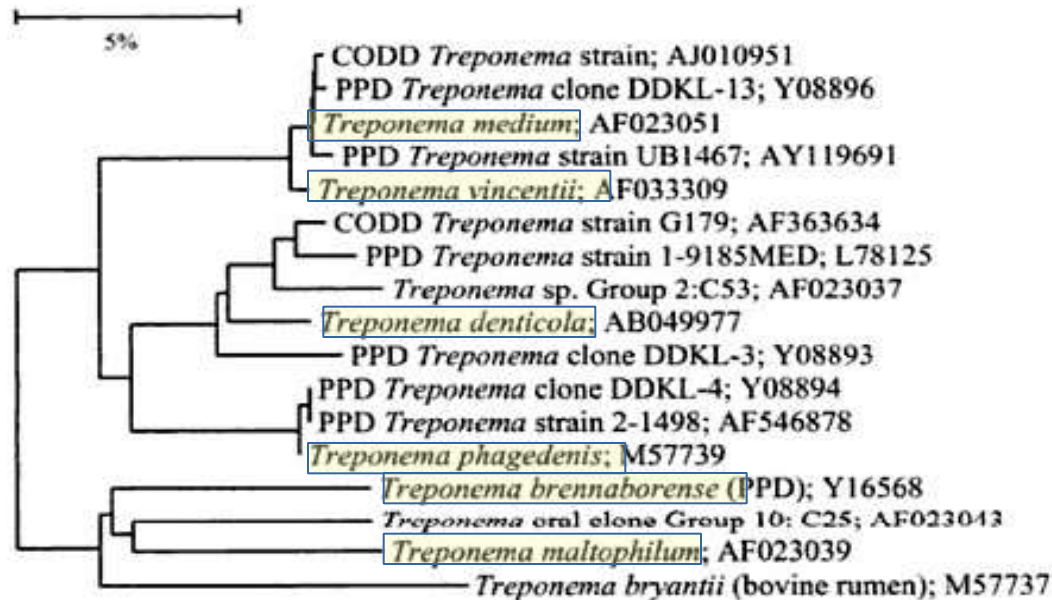 5%
CODD Treponema strain; AJ010951
PPD Treponema clone DDKL-13; Y08896
Treponema medium; AF023051
PPD Treponema strain UB1467; AY119691
Treponema vincentii; AF033309
CODD Treponema strain G179; AF363634
PPD Treponema strain 1-9185MED; L78125
Treponema sp. Group 2:C53; AF023037
Treponema denticola; AB049977
PPD Treponema clone DDKL-3; Y08893
PPD Treponema clone DDKL-4; Y08894
PPD Treponema strain 2-1498; AF546878
Treponema phagedenis; M57739
Treponema brennaborense (PPD); Y16568
Treponema oral clone Group 10: C25; AF023043
Treponema maltophilum; AF023039
Treponema bryantii (bovine rumen); M57737